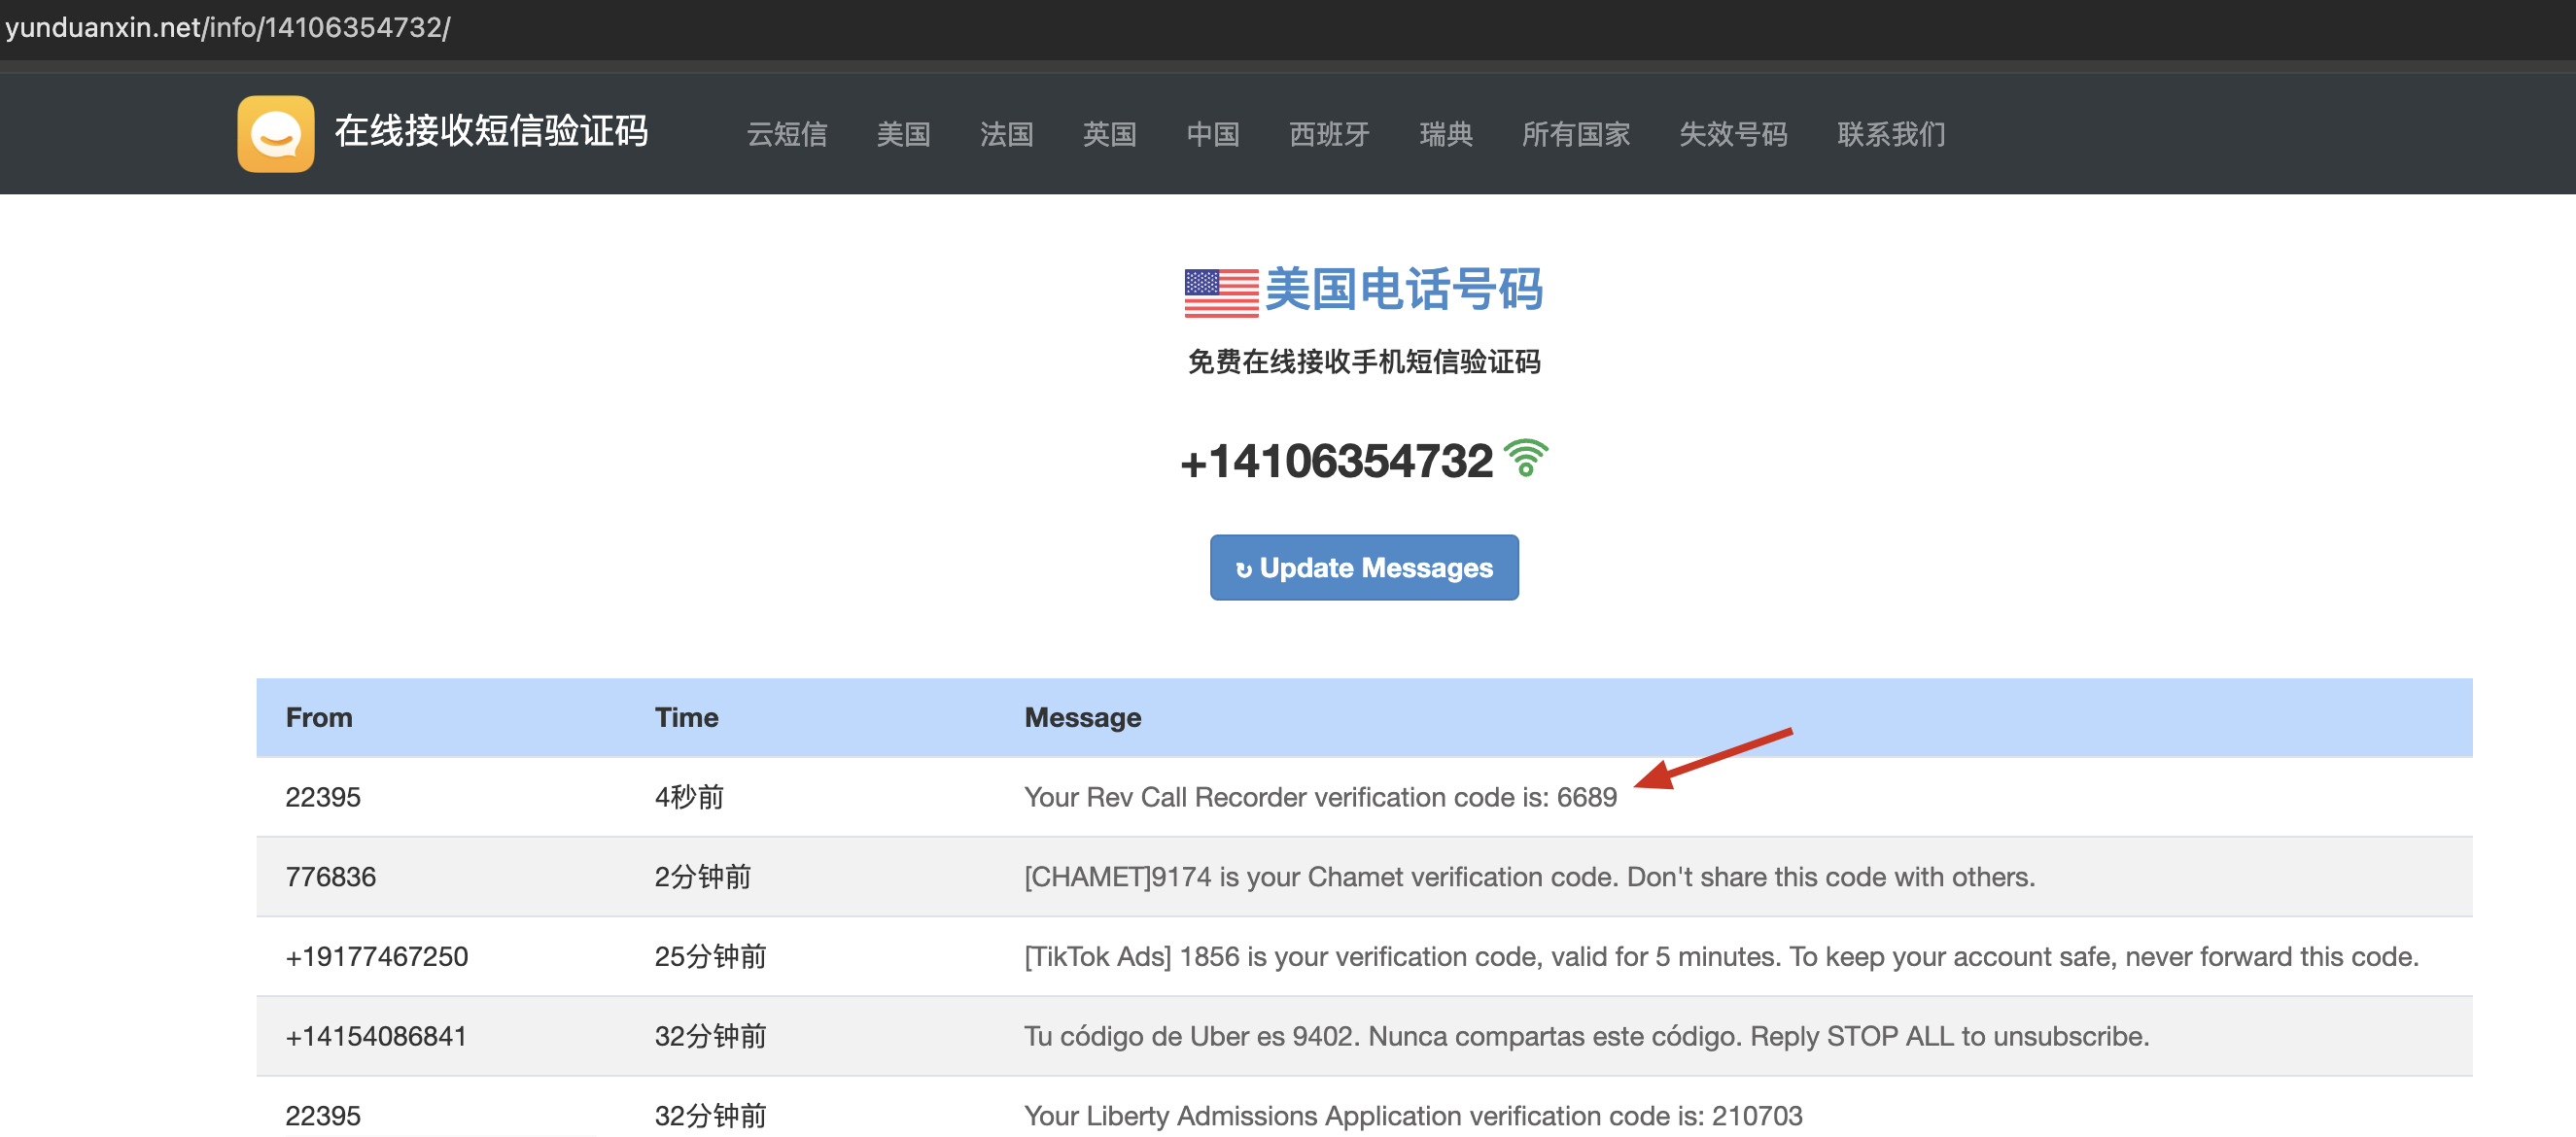 yunduanxin.net/info/14106354732/
在线接收短信验证码 云短信 美国 法国 英国 中国 西班牙 瑞典 所有国家 失效号码 联系我们
美国电话号码
免费在线接收手机短信验证码
+14106354732
↻ Update Messages
From Time Message
22395 4秒前 Your Rev Call Recorder verification code is: 6689
776836 2分钟前 [CHAMET]9174 is your Chamet verification code. Don't share this code with others.
+19177467250 25分钟前 [TikTok Ads] 1856 is your verification code, valid for 5 minutes. To keep your account safe, never forward this code.
+14154086841 32分钟前 Tu código de Uber es 9402. Nunca compartas este código. Reply STOP ALL to unsubscribe.
22395 32分钟前 Your Liberty Admissions Application verification code is: 210703